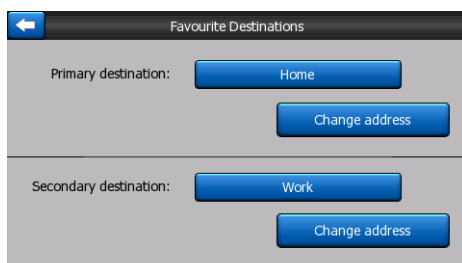 Favourite Destinations
Primary destination: Home
Change address
Secondary destination: Work
Change address